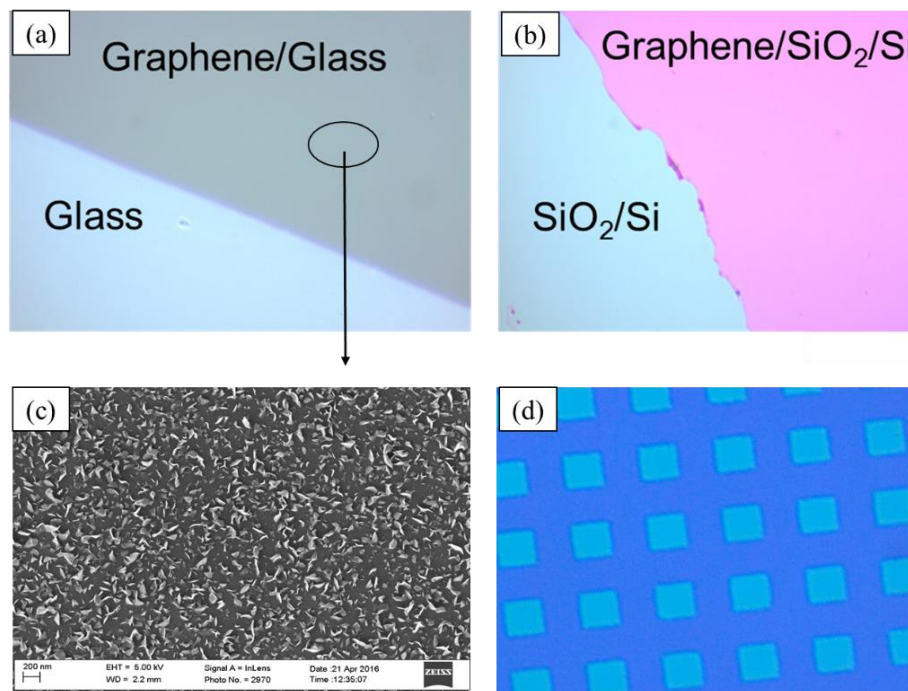 (a)
Graphene/Glass
Glass
(b)
Graphene/SiO₂/S
SiO₂/Si
(c)
200 nm
EHT = 5.00 kV
WD = 2.2 mm
Signal A = InLens
Photo No. = 2970
Date :21 Apr 2016
Time :12:35:07
ZEISS
(d)